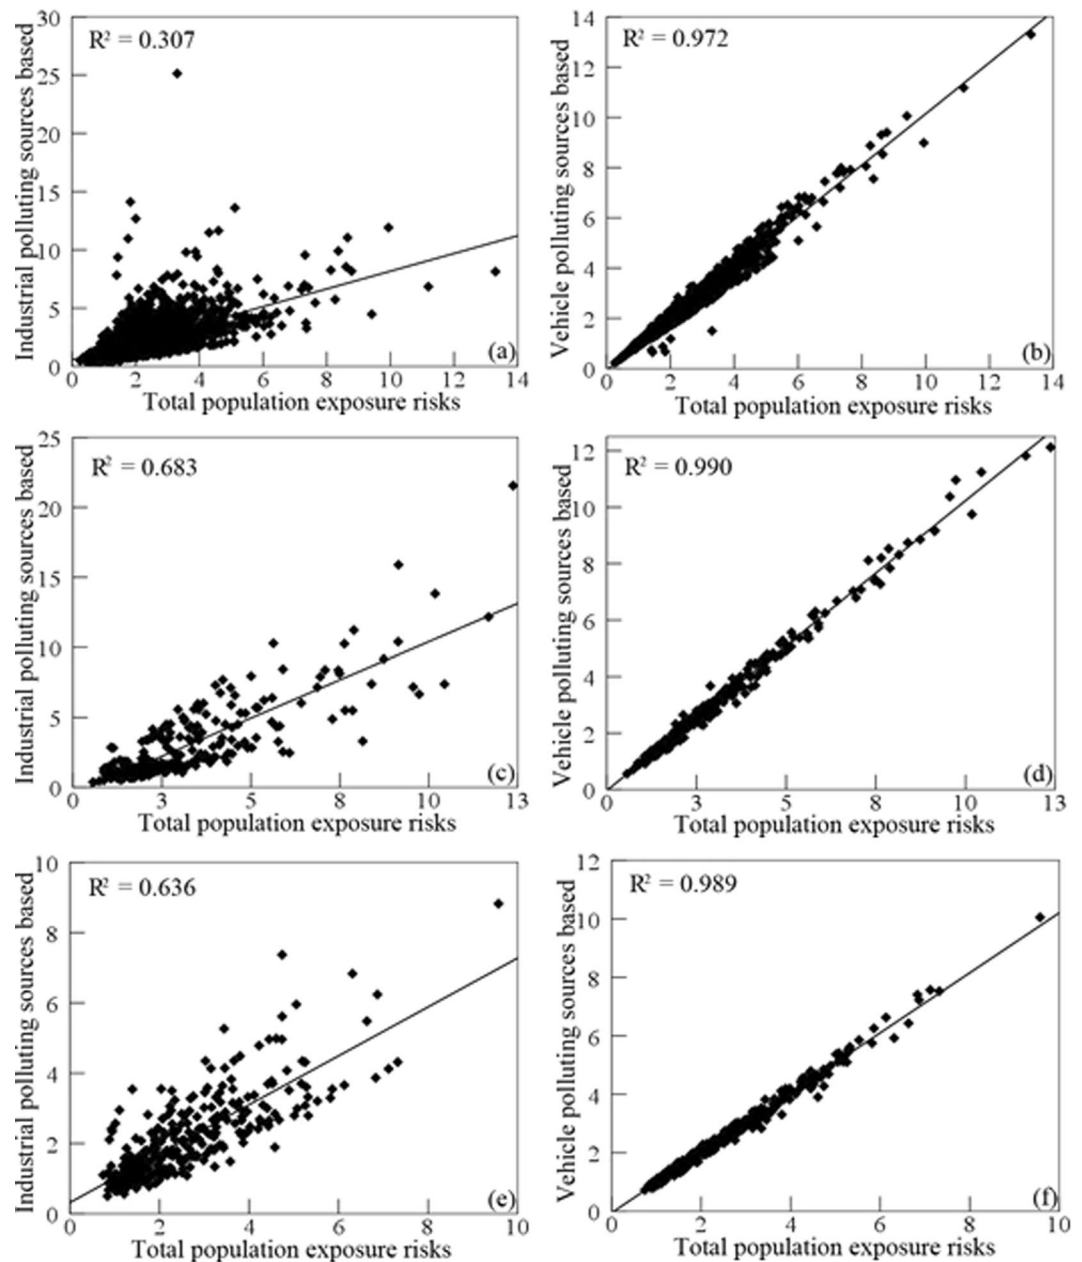 R² = 0.307
Industrial polluting sources based
30
25
20
15
10
5
0
0 2 4 6 8 10 12 14
(a)
Total population exposure risks
R² = 0.972
Vehicle polluting sources based
14
12
10
8
6
4
2
0
0 2 4 6 8 10 12 14
(b)
Total population exposure risks
R² = 0.683
Industrial polluting sources based
25
20
15
10
5
0
0 3 5 8 10 13
(c)
Total population exposure risks
R² = 0.990
Vehicle polluting sources based
12
10
8
6
4
2
0
0 3 5 8 10 13
(d)
Total population exposure risks
R² = 0.636
Industrial polluting sources based
10
8
6
4
2
0
0 2 4 6 8 10
(e)
Total population exposure risks
R² = 0.989
Vehicle polluting sources based
12
10
8
6
4
2
0
0 2 4 6 8 10
(f)
Total population exposure risks